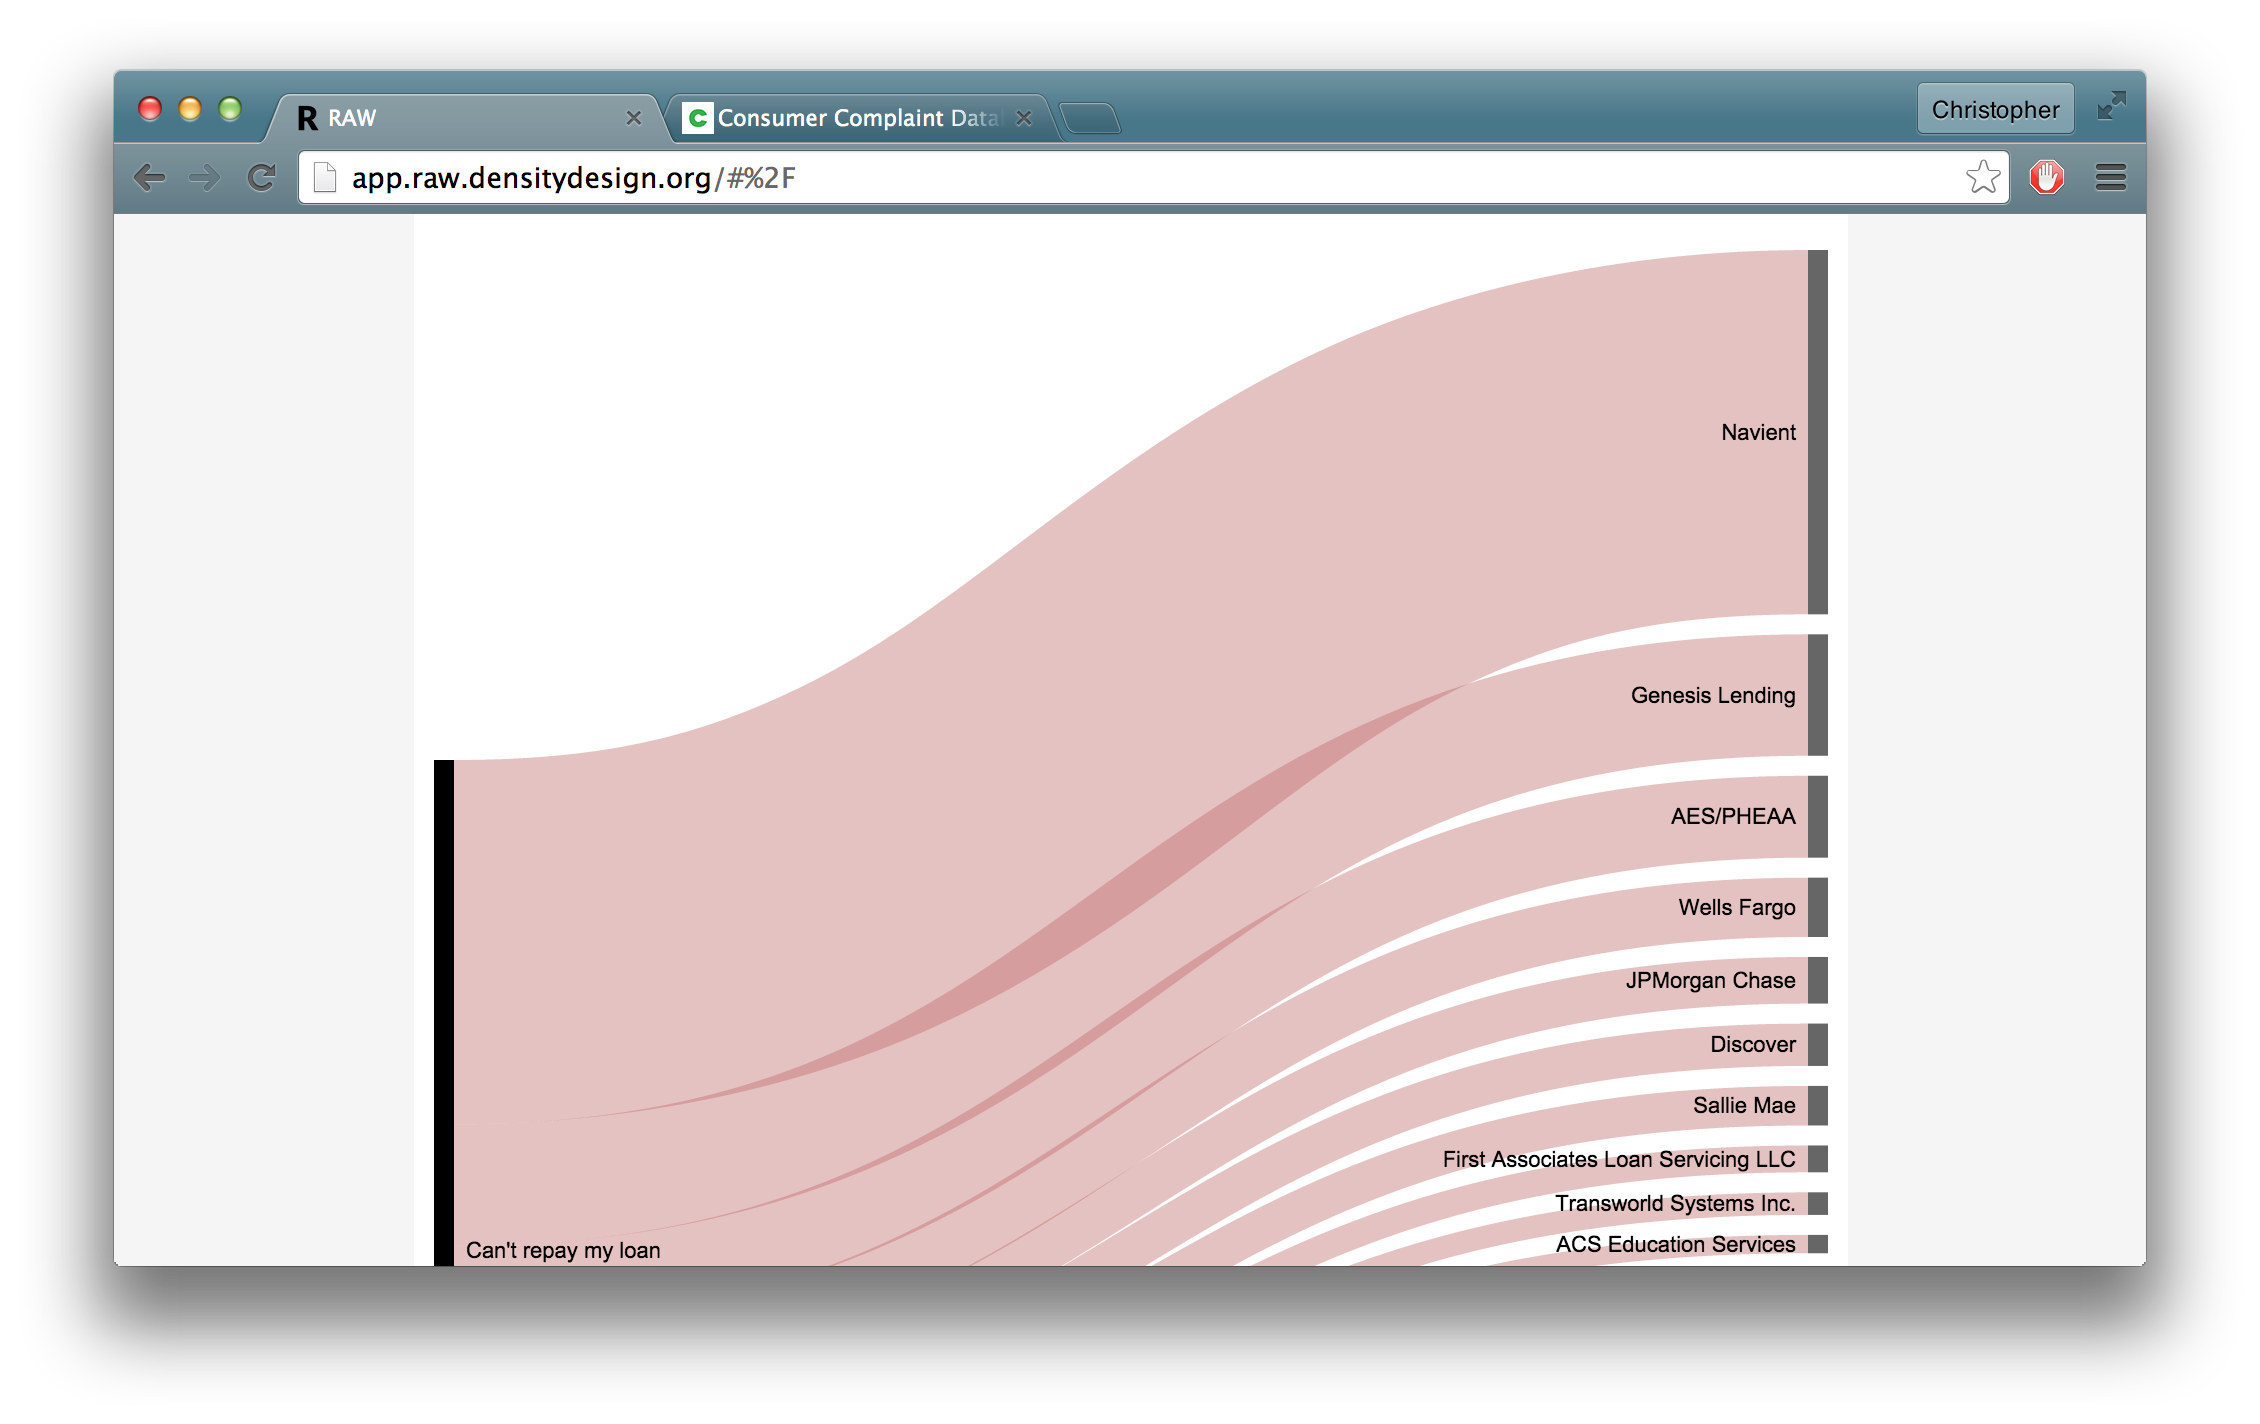 R RAW
c Consumer Complaint Data
Christopher
app.raw.densitydesign.org/#%2F
Navient
Genesis Lending
AES/PHEAA
Wells Fargo
JPMorgan Chase
Discover
Sallie Mae
First Associates Loan Servicing LLC
Transworld Systems Inc.
ACS Education Services
Can't repay my loan